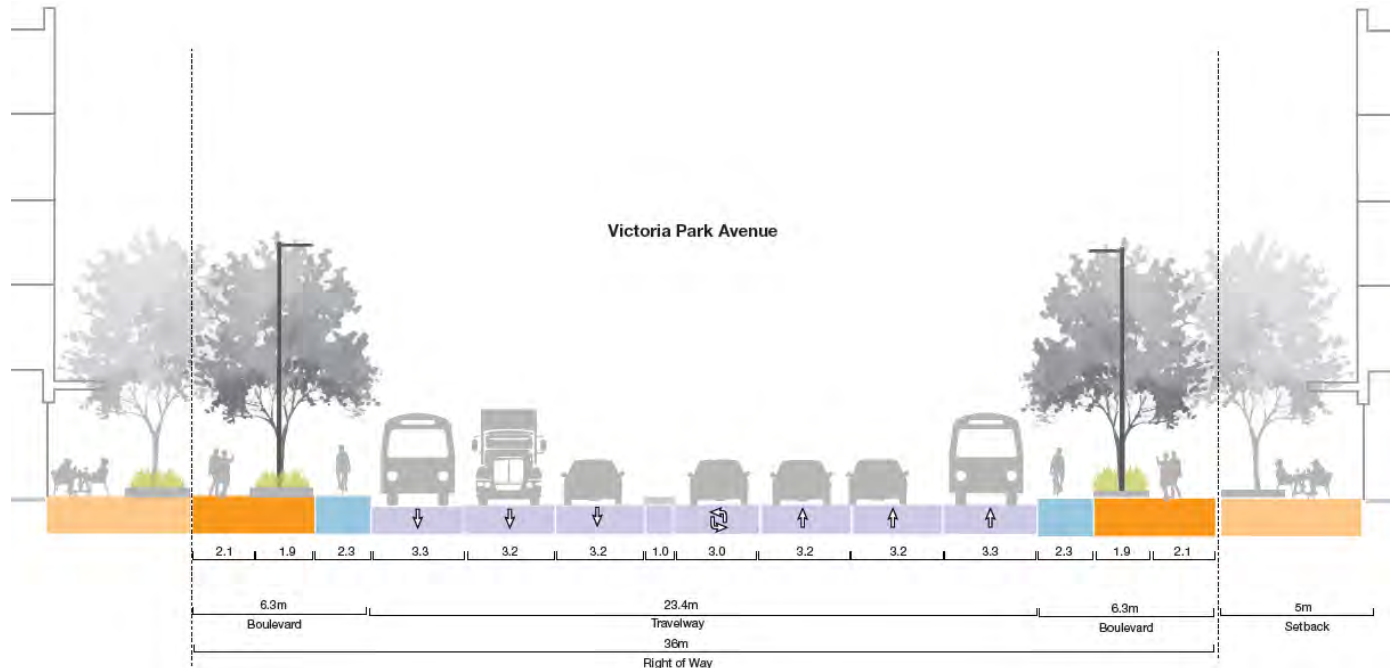 Victoria Park Avenue
2.1 1.9 2.3 3.3 3.2 3.2 1.0 3.0 3.2 3.2 3.3 2.3 1.9 2.1
6.3m 23.4m 6.3m 5m
Boulevard Travelway Boulevard Setback
36m
Right of Way